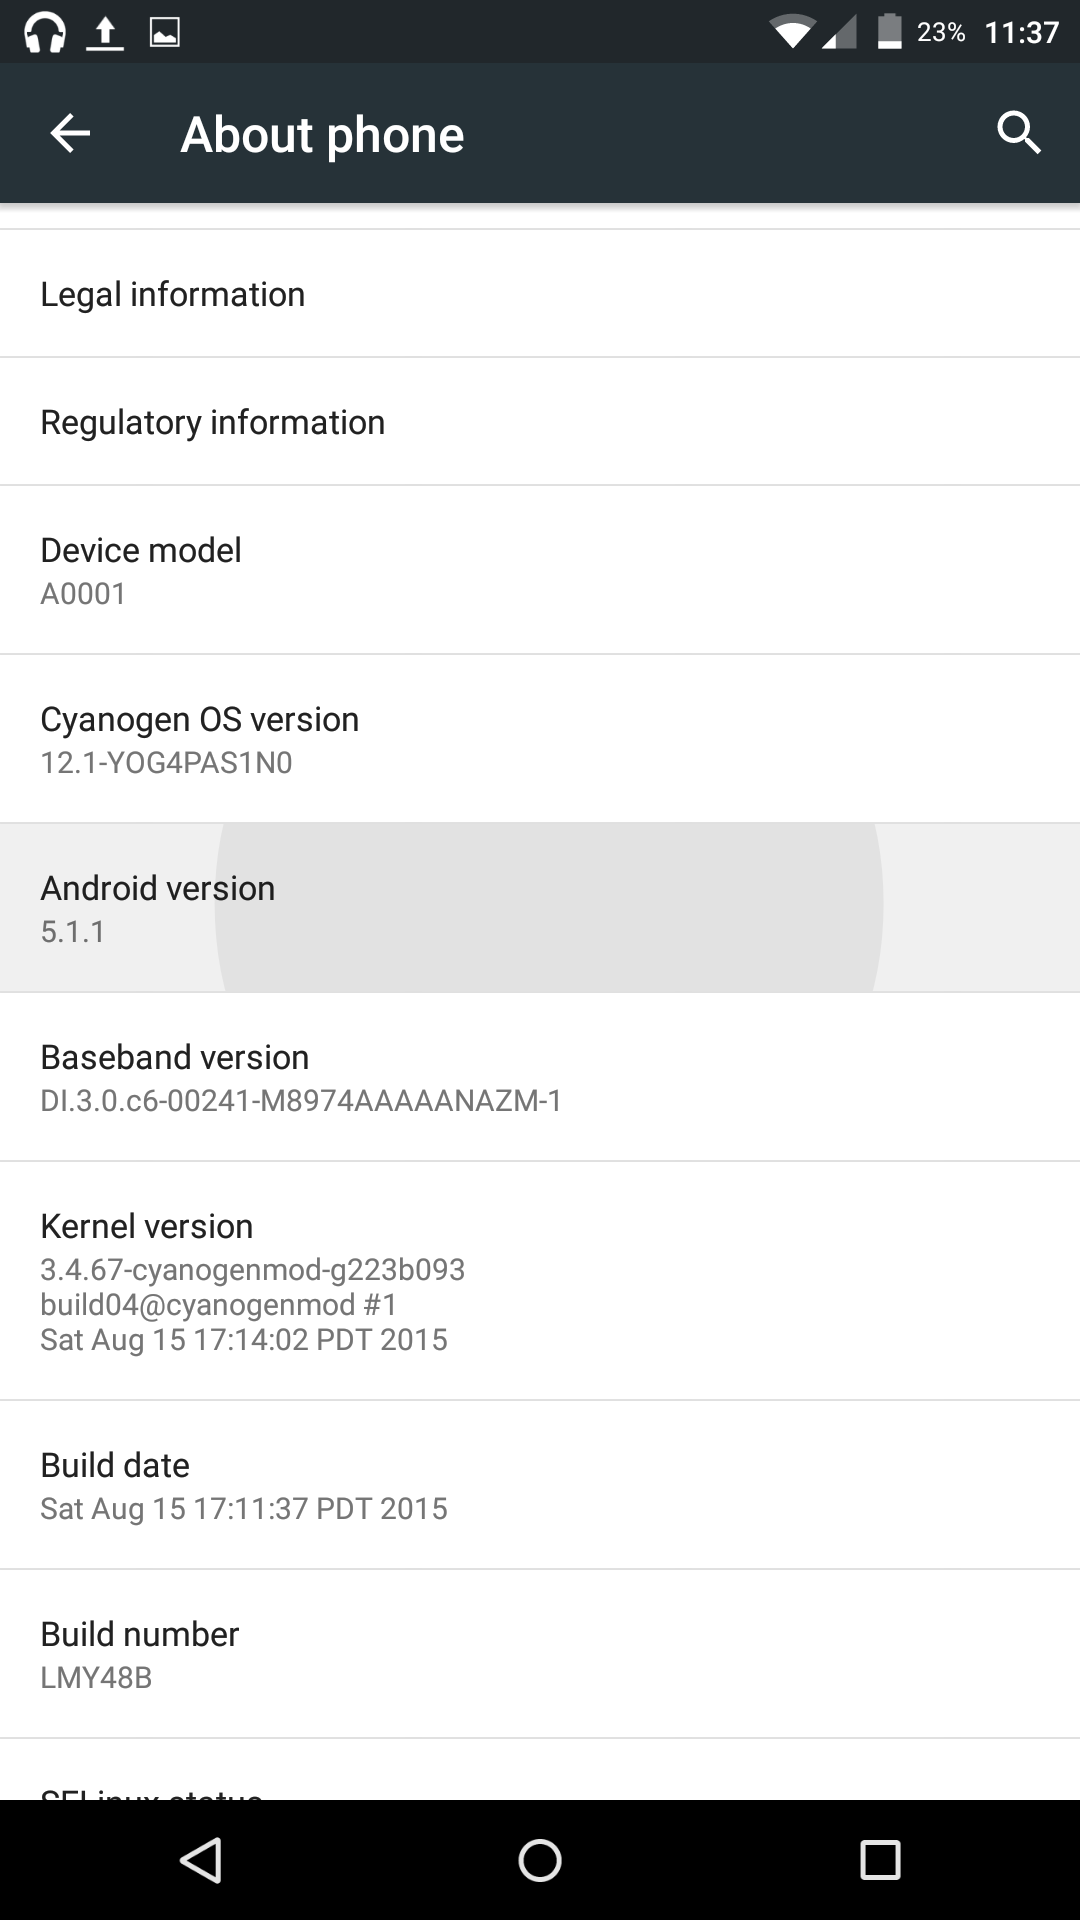 23% 11:37
About phone
Legal information
Regulatory information
Device model
A0001
Cyanogen OS version
12.1-YOG4PAS1N0
Android version
5.1.1
Baseband version
DI.3.0.c6-00241-M8974AAAAANAZM-1
Kernel version
3.4.67-cyanogenmod-g223b093
build04@cyanogenmod #1
Sat Aug 15 17:14:02 PDT 2015
Build date
Sat Aug 15 17:11:37 PDT 2015
Build number
LMY48B
SELinux status